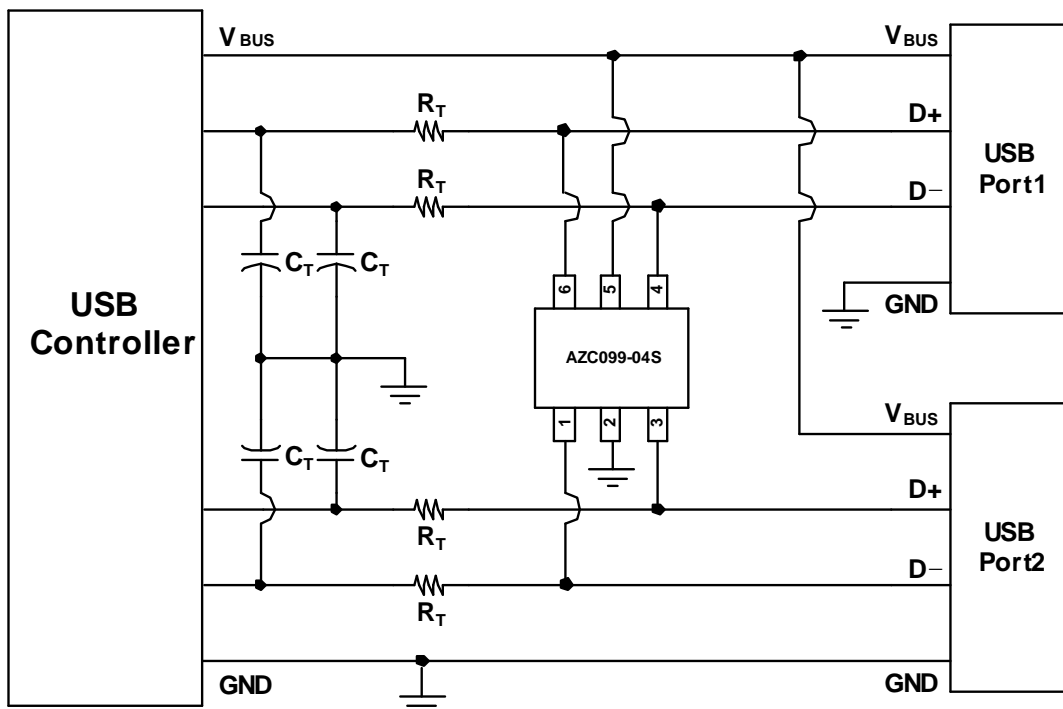 V BUS
V BUS
R T
D+
USB
Port1
R T
D−
C T
C T
6
5
4
GND
USB
Controller
AZC099-04S
1
2
3
V BUS
C T
C T
D+
USB
Port2
R T
D−
R T
GND
GND